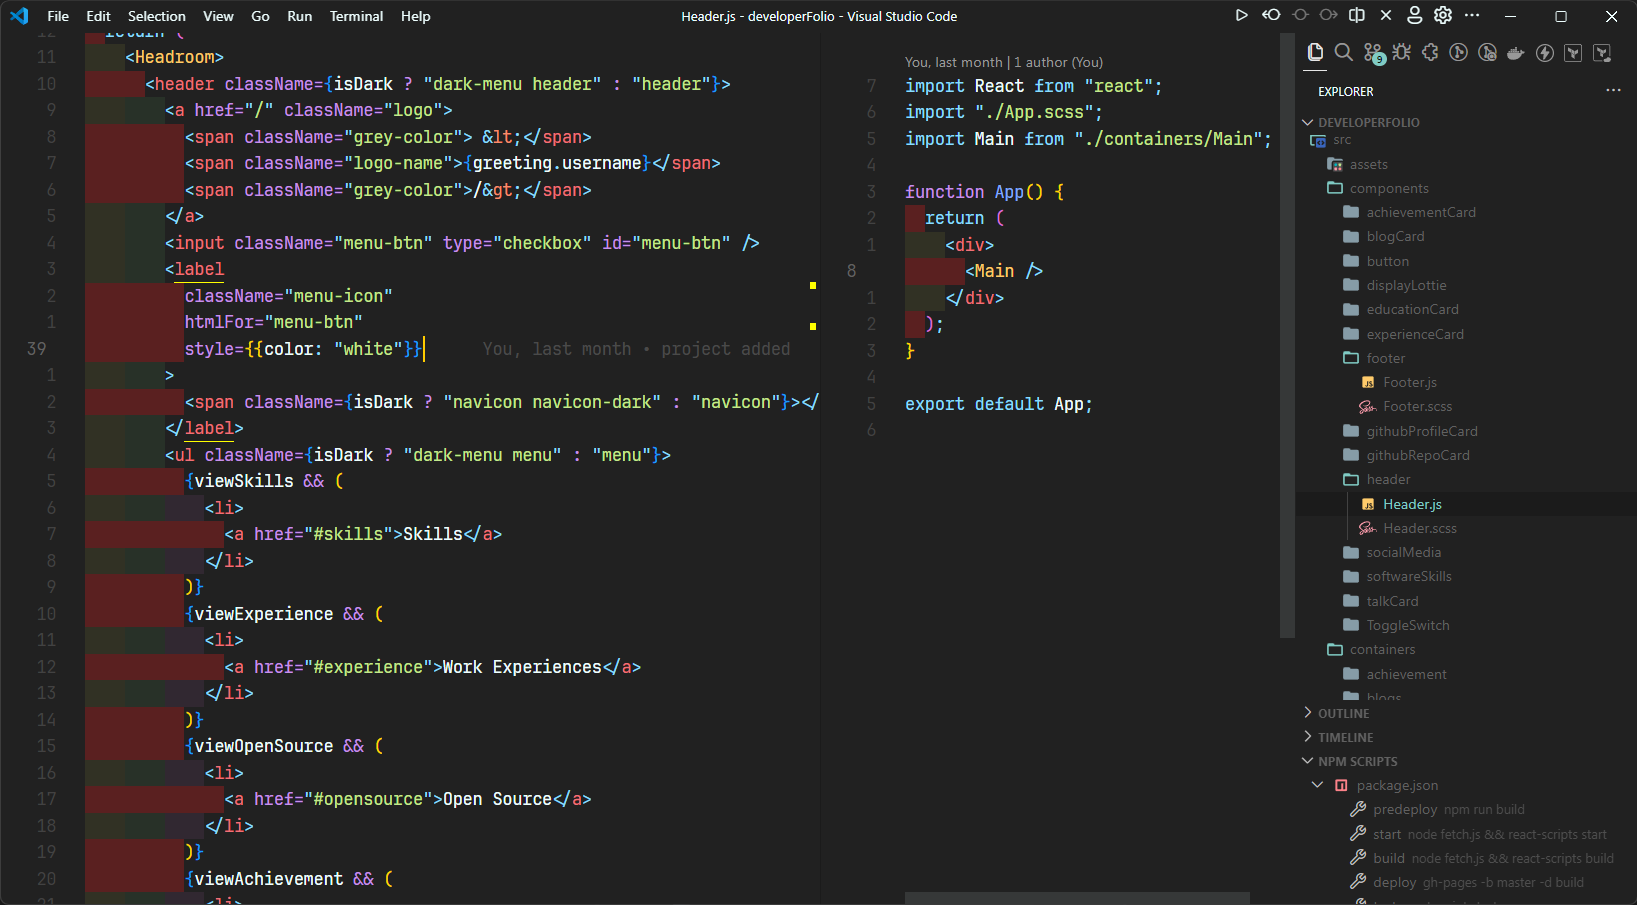 File Edit Selection View Go Run Terminal Help
Header.js - developerFolio - Visual Studio Code
12 return (
11 <Headroom>
10 <header className={isDark ? "dark-menu header" : "header"}>
9 <a href="/" className="logo">
8 <span className="grey-color"> &lt;</span>
7 <span className="logo-name">{greeting.username}</span>
6 <span className="grey-color">/&gt;</span>
5 </a>
4 <input className="menu-btn" type="checkbox" id="menu-btn" />
3 <label
2 className="menu-icon"
1 htmlFor="menu-btn"
39 style={{color: "white"}} You, last month • project added
1 >
2 <span className={isDark ? "navicon navicon-dark" : "navicon"}></
3 </label>
4 <ul className={isDark ? "dark-menu menu" : "menu"}>
5 {viewSkills && (
6 <li>
7 <a href="#skills">Skills</a>
8 </li>
9 )}
10 {viewExperience && (
11 <li>
12 <a href="#experience">Work Experiences</a>
13 </li>
14 )}
15 {viewOpenSource && (
16 <li>
17 <a href="#opensource">Open Source</a>
18 </li>
19 )}
20 {viewAchievement && (
21 <li>
You, last month | 1 author (You)
7 import React from "react";
6 import "./App.scss";
5 import Main from "./containers/Main";
4
3 function App() {
2 return (
1 <div>
8 <Main />
1 </div>
2 );
3 }
4
5 export default App;
6
9
EXPLORER
DEVELOPERFOLIO
src
assets
components
achievementCard
blogCard
button
displayLottie
educationCard
experienceCard
footer
JS Footer.js
Footer.scss
githubProfileCard
githubRepoCard
header
JS Header.js
Header.scss
socialMedia
softwareSkills
talkCard
ToggleSwitch
containers
achievement
blogs
OUTLINE
TIMELINE
NPM SCRIPTS
package.json
predeploy npm run build
start node fetch.js && react-scripts start
build node fetch.js && react-scripts build
deploy gh-pages -b master -d build